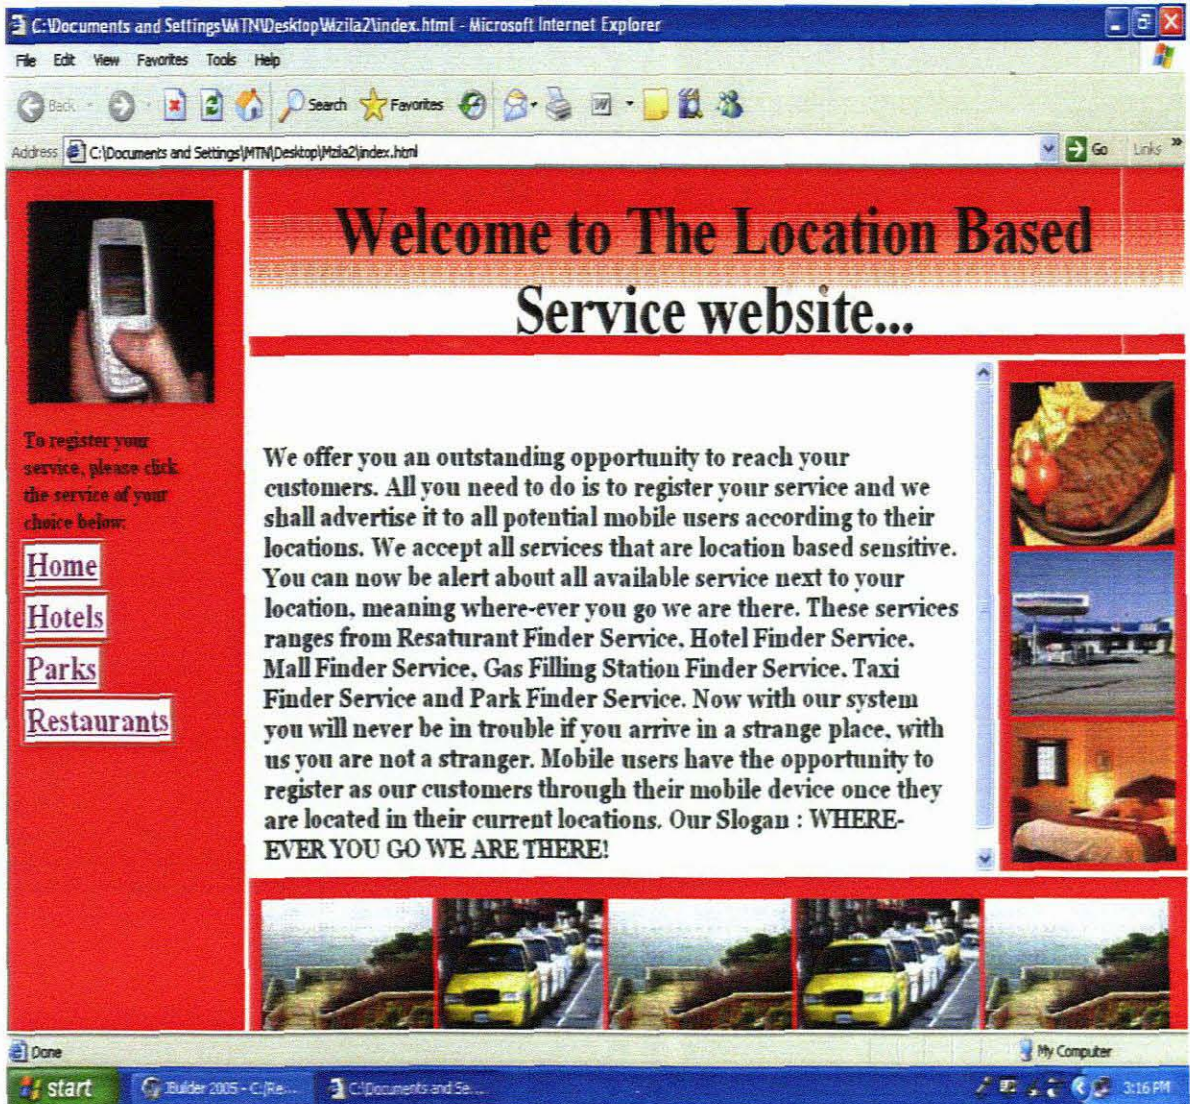 C:\Documents and Settings\MTN\Desktop\Mzila2\index.html - Microsoft Internet Explorer
File Edit View Favorites Tools Help
Back Search Favorites
Address C:\Documents and Settings\MTN\Desktop\Mzila2\index.html Go Links »
Welcome to The Location Based
Service website...
To register your
service, please click
the service of your
choice below:
Home
Hotels
Parks
Restaurants
We offer you an outstanding opportunity to reach your
customers. All you need to do is to register your service and we
shall advertise it to all potential mobile users according to their
locations. We accept all services that are location based sensitive.
You can now be alert about all available service next to your
location, meaning where-ever you go we are there. These services
ranges from Resaturant Finder Service, Hotel Finder Service,
Mall Finder Service, Gas Filling Station Finder Service, Taxi
Finder Service and Park Finder Service. Now with our system
you will never be in trouble if you arrive in a strange place, with
us you are not a stranger. Mobile users have the opportunity to
register as our customers through their mobile device once they
are located in their current locations. Our Slogan : WHERE-
EVER YOU GO WE ARE THERE!
Done My Computer
start JBuilder 2005 - C:/Re... C:\Documents and Se... 3:16 PM